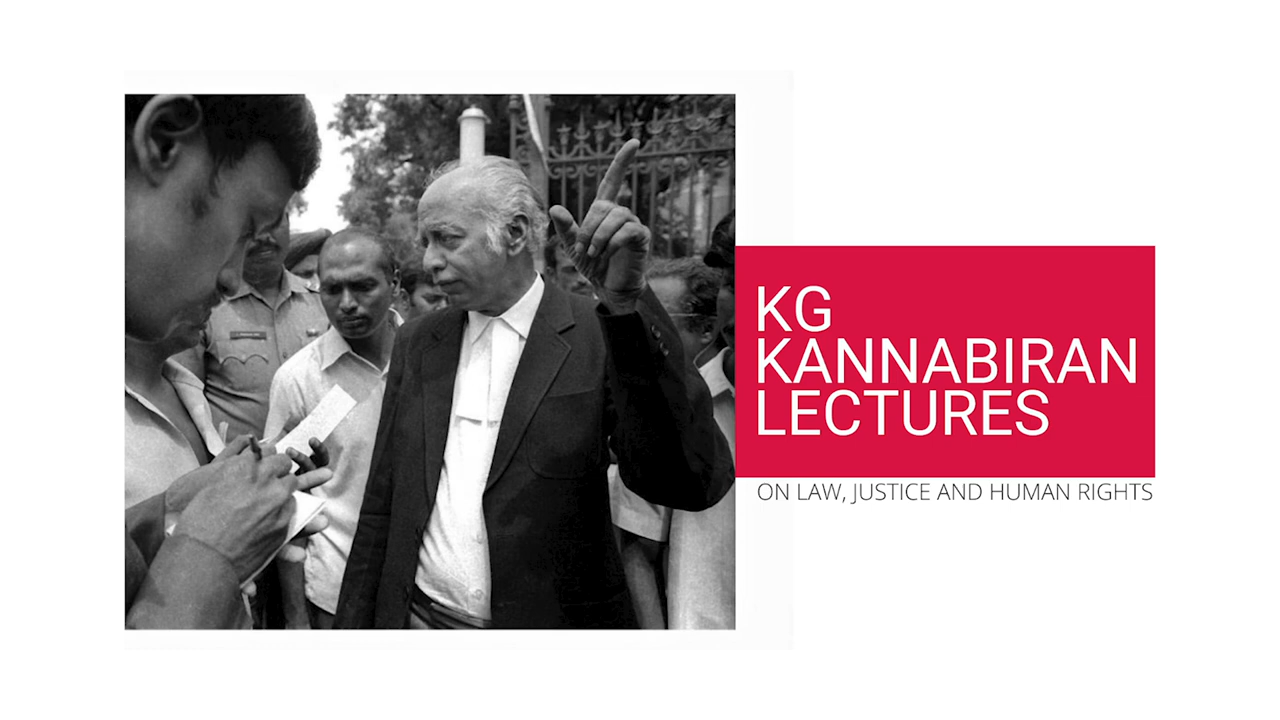 KG
KANNABIRAN
LECTURES
ON LAW, JUSTICE AND HUMAN RIGHTS